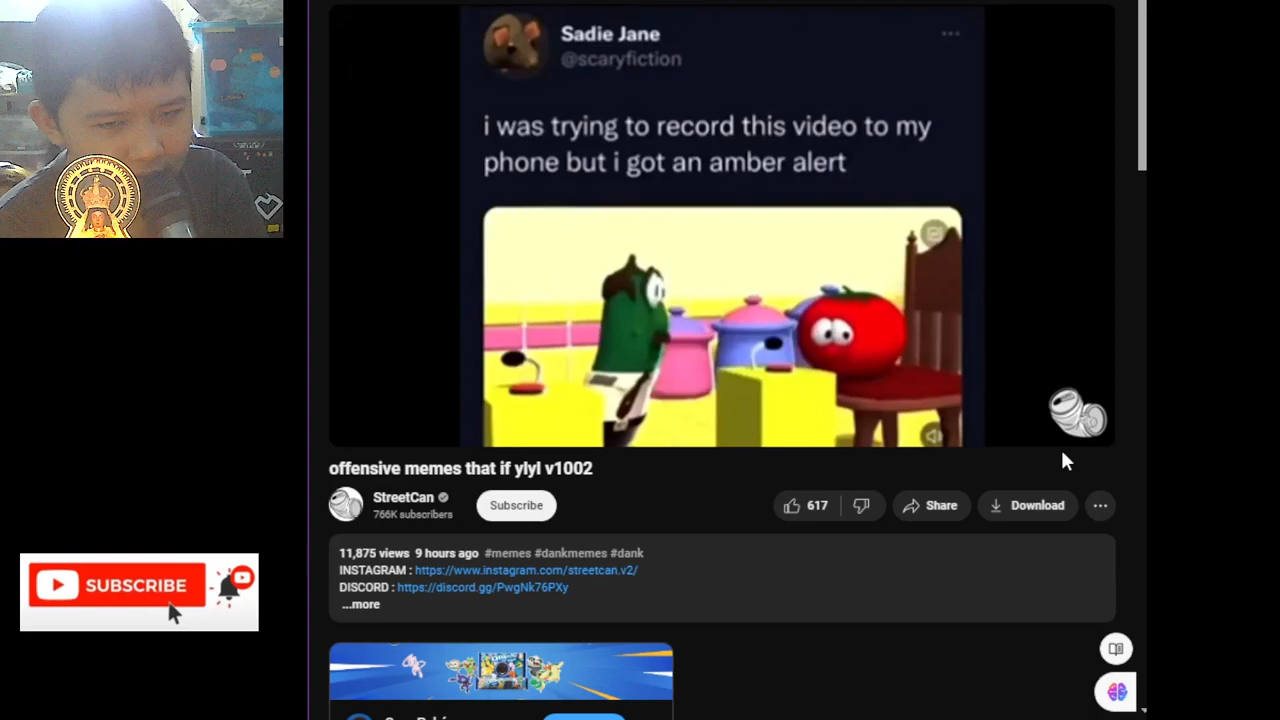 Sadie Jane
@scaryfiction
i was trying to record this video to my
phone but i got an amber alert
offensive memes that if ylyl v1002
StreetCan
766K subscribers
Subscribe
617
Share
Download
11,875 views 9 hours ago #memes #dankmemes #dank
INSTAGRAM : https://www.instagram.com/streetcan.v2/
DISCORD : https://discord.gg/PwgNk76PXy
...more
SUBSCRIBE